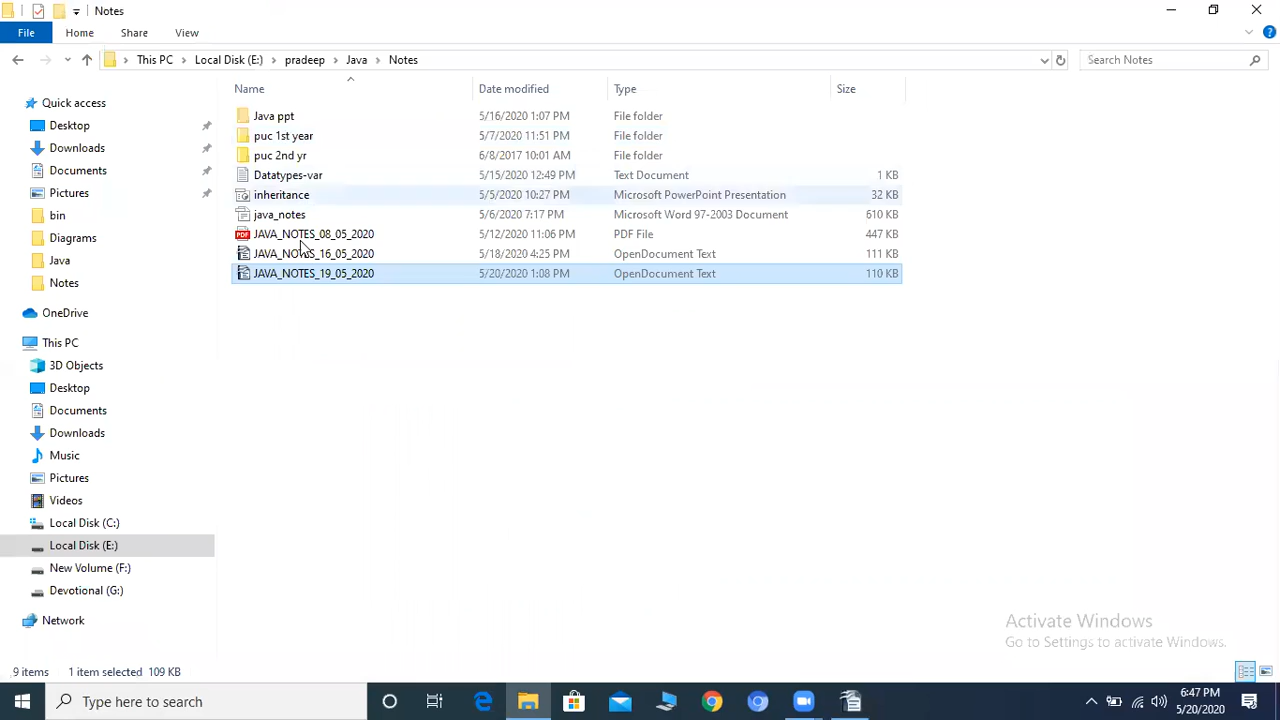 Notes
File Home Share View
This PC Local Disk (E:) pradeep Java Notes Search Notes
Name Date modified Type Size
Quick access
Desktop
Downloads
Documents
Pictures
bin
Diagrams
Java
Notes
OneDrive
This PC
3D Objects
Desktop
Documents
Downloads
Music
Pictures
Videos
Local Disk (C:)
Local Disk (E:)
New Volume (F:)
Devotional (G:)
Network
Java ppt 5/16/2020 1:07 PM File folder
puc 1st year 5/7/2020 11:51 PM File folder
puc 2nd yr 6/8/2017 10:01 AM File folder
Datatypes-var 5/15/2020 12:49 PM Text Document 1 KB
inheritance 5/5/2020 10:27 PM Microsoft PowerPoint Presentation 32 KB
java_notes 5/6/2020 7:17 PM Microsoft Word 97-2003 Document 610 KB
JAVA_NOTES_08_05_2020 5/12/2020 11:06 PM PDF File 447 KB
JAVA_NOTES_16_05_2020 5/18/2020 4:25 PM OpenDocument Text 111 KB
JAVA_NOTES_19_05_2020 5/20/2020 1:08 PM OpenDocument Text 110 KB
Activate Windows
Go to Settings to activate Windows.
9 items 1 item selected 109 KB
Type here to search
6:47 PM
5/20/2020